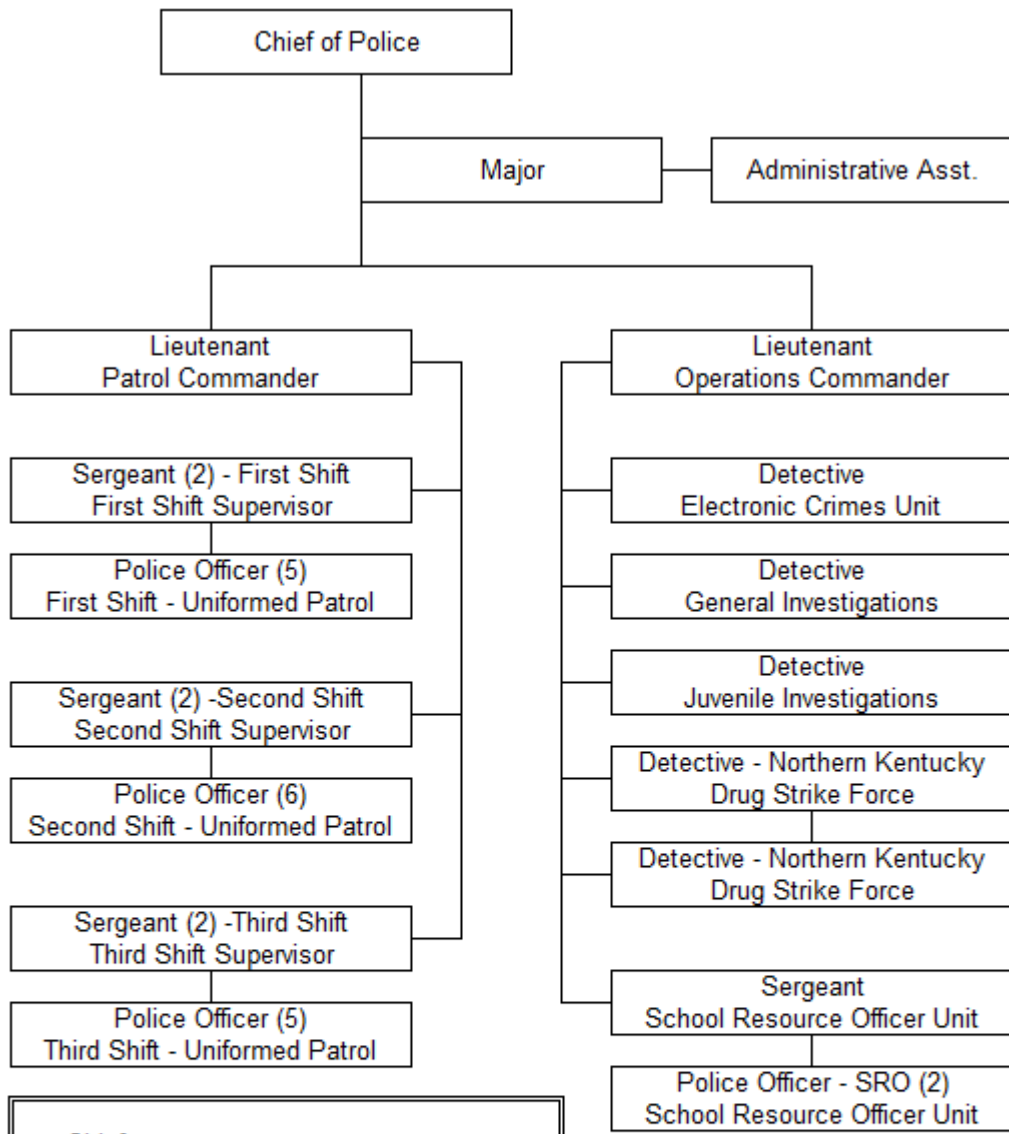 Chief of Police
Major
Administrative Asst.
Lieutenant
Patrol Commander
Sergeant (2) - First Shift
First Shift Supervisor
Police Officer (5)
First Shift - Uniformed Patrol
Sergeant (2) -Second Shift
Second Shift Supervisor
Police Officer (6)
Second Shift - Uniformed Patrol
Sergeant (2) -Third Shift
Third Shift Supervisor
Police Officer (5)
Third Shift - Uniformed Patrol
Lieutenant
Operations Commander
Detective
Electronic Crimes Unit
Detective
General Investigations
Detective
Juvenile Investigations
Detective - Northern Kentucky
Drug Strike Force
Detective - Northern Kentucky
Drug Strike Force
Sergeant
School Resource Officer Unit
Police Officer - SRO (2)
School Resource Officer Unit